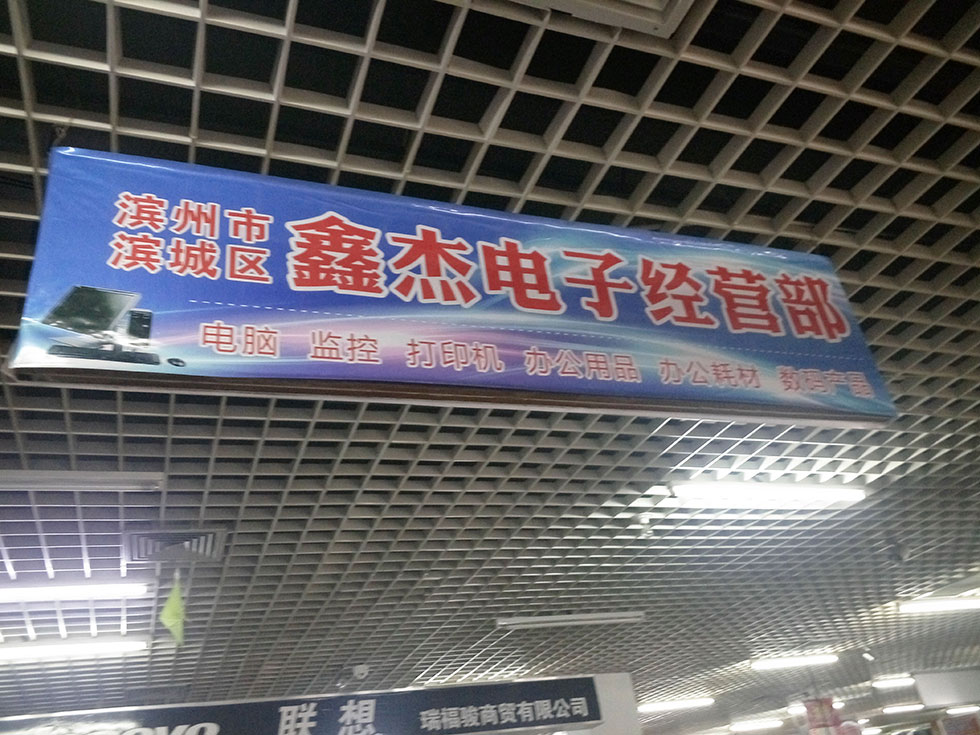 滨州市
滨城区
鑫杰电子经营部
电脑 监控 打印机 办公用品 办公耗材 数码产品
联想 瑞福骏商贸有限公司